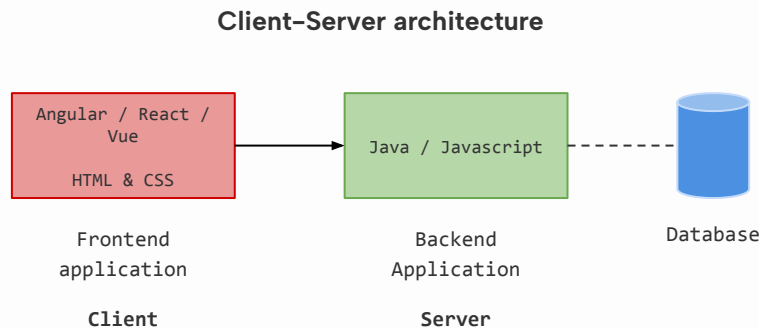 Client–Server architecture
Angular / React /
Vue
HTML & CSS
Java / Javascript
Frontend
application
Backend
Application
Database
Client
Server